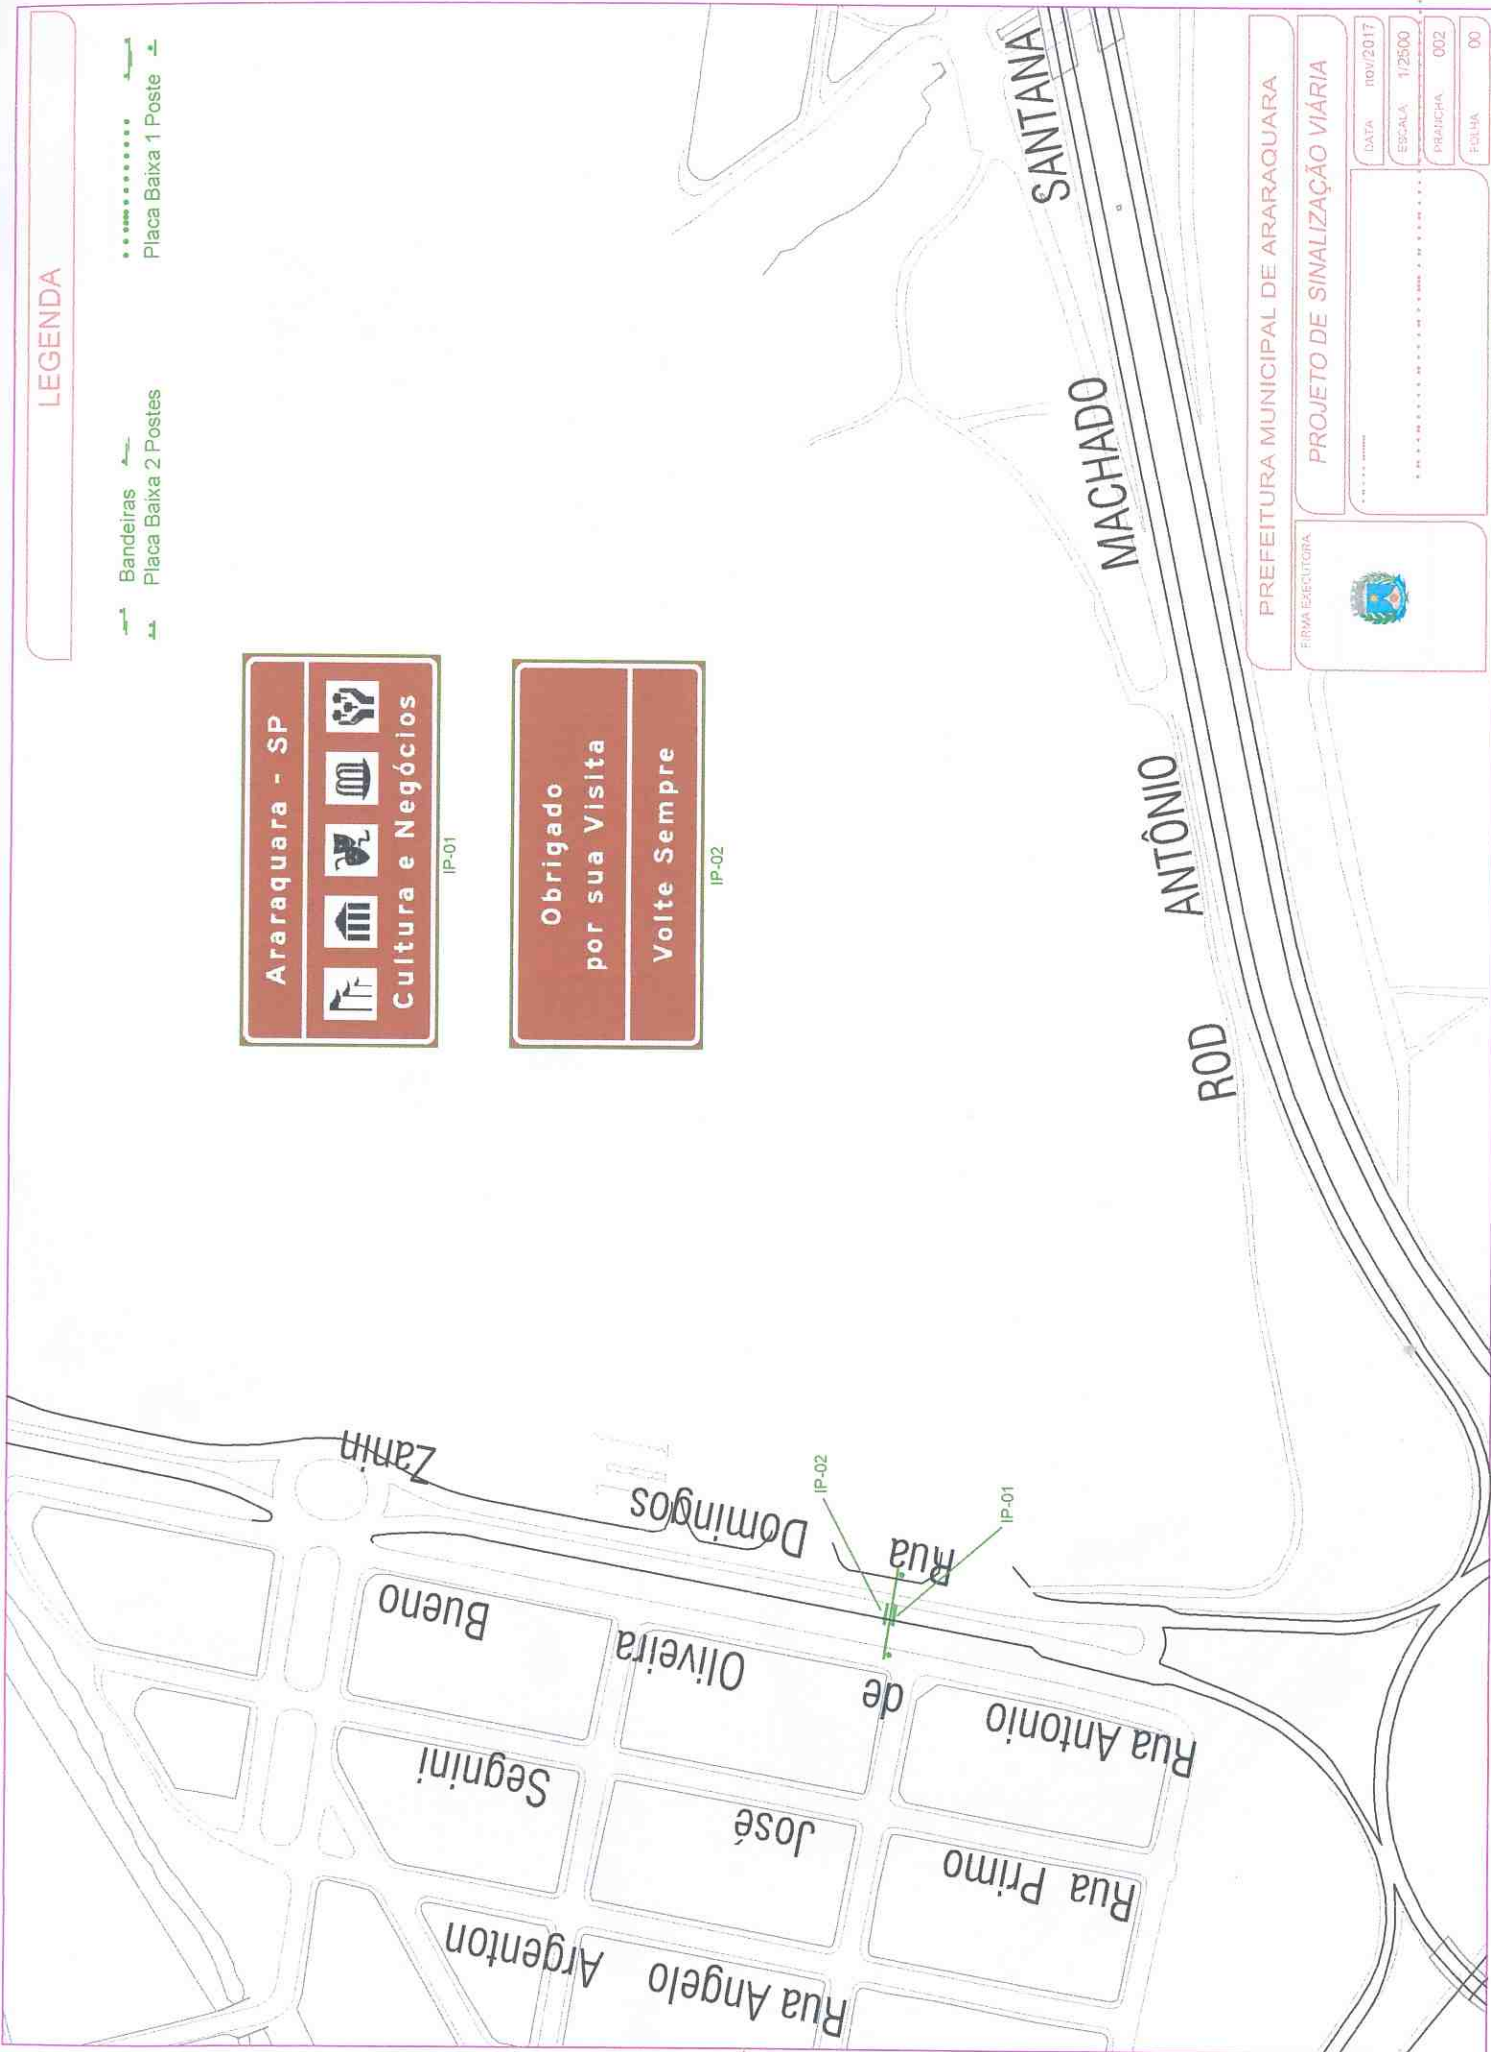 LEGENDA
Bandeiras
Placa Baixa 2 Postes
Placa Baixa 1 Poste
Araraquara - SP
Cultura e Negócios
IP-01
Obrigado
por sua Visita
Volte Sempre
IP-02
ROD ANTÔNIO MACHADO SANTANA
Rua Domingos Zanin
IP-02
IP-01
Rua Antonio de Oliveira Bueno
Rua Primo José Segnini
Rua Angelo Argenton
PREFEITURA MUNICIPAL DE ARARAQUARA
FIRMA EXECUTORA
PROJETO DE SINALIZAÇÃO VIÁRIA
DATA nov/2017
ESCALA 1/2500
PRANCHA 002
FOLHA 00